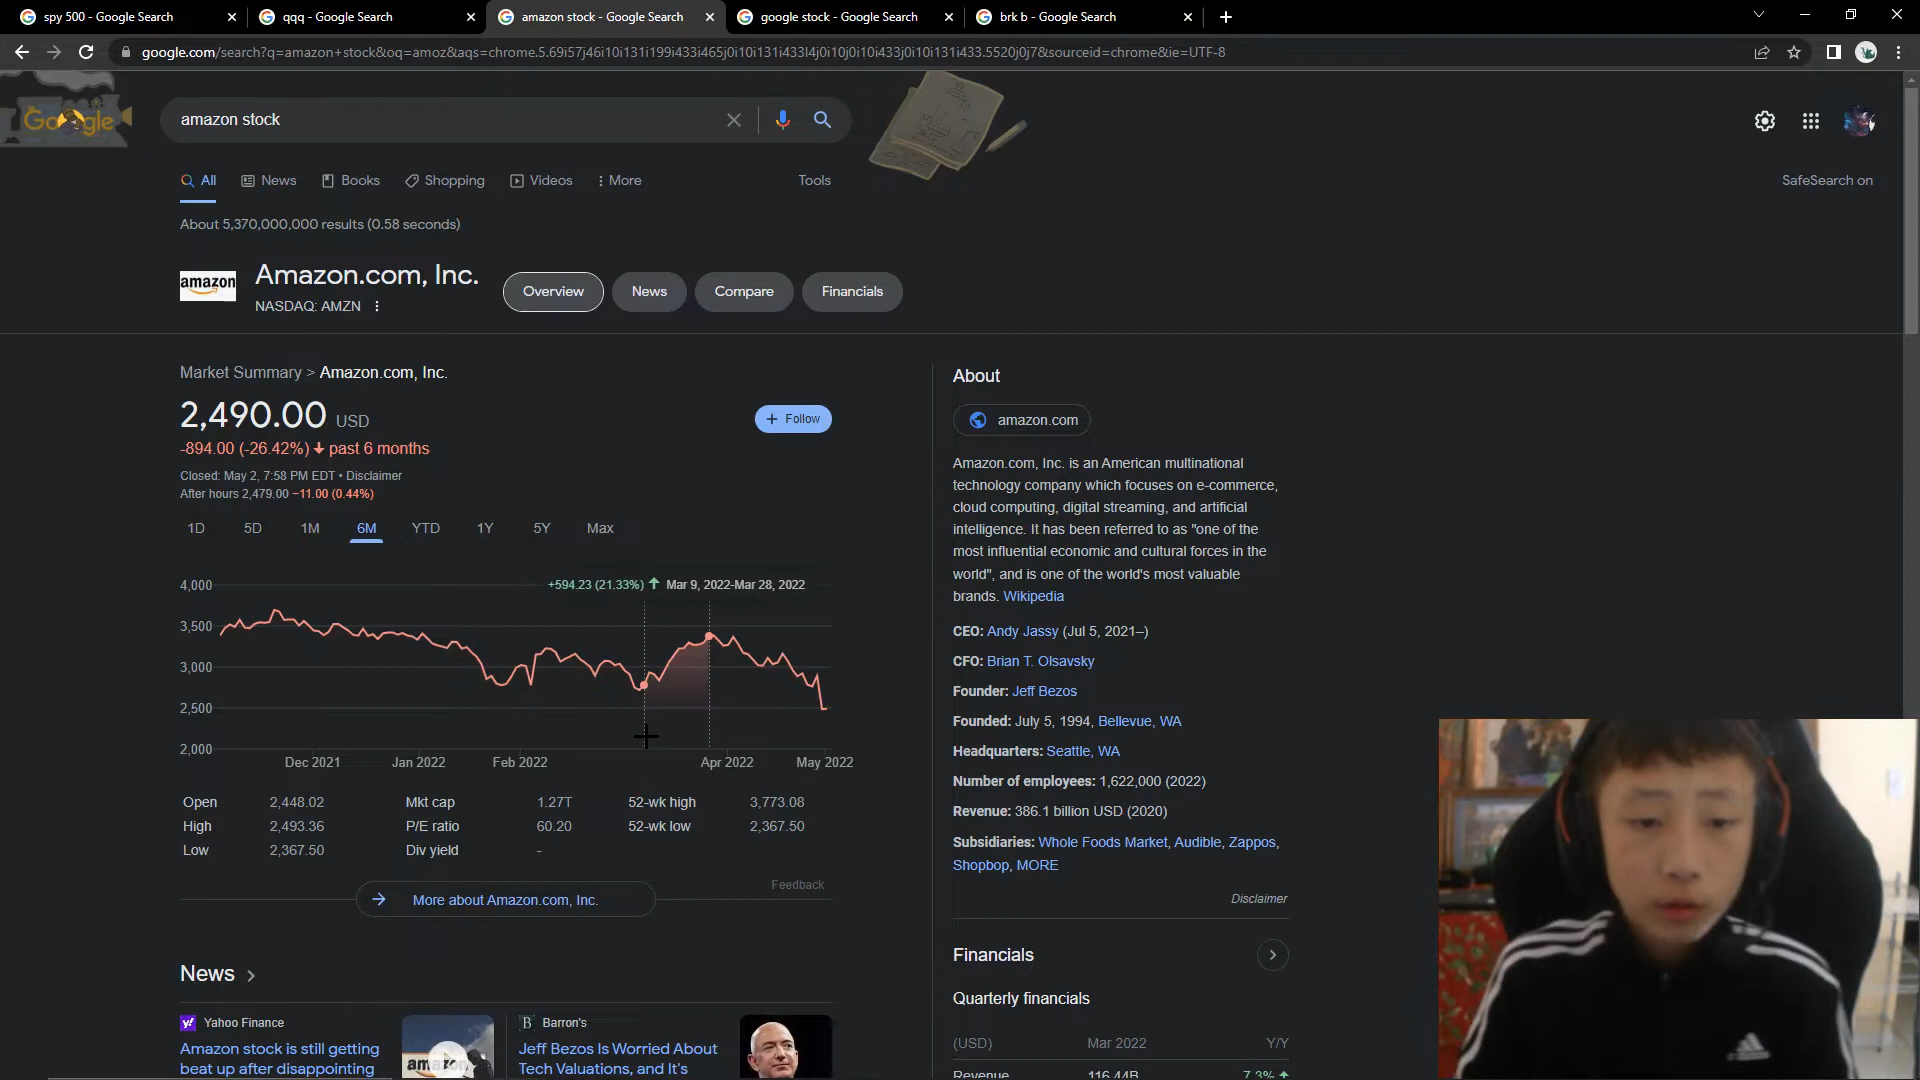 spy 500 - Google Search
qqq - Google Search
amazon stock - Google Search
google stock - Google Search
brk b - Google Search
google.com/search?q=amazon+stock&oq=amoz&aqs=chrome.5.69i57j46i10i131i199i433i465j0i10i131i433l4j0i10j0i10i433j0i10i131i433.5520j0j7&sourceid=chrome&ie=UTF-8
Google
amazon stock
All
News
Books
Shopping
Videos
More
Tools
SafeSearch on
About 5,370,000,000 results (0.58 seconds)
amazon
Amazon.com, Inc.
NASDAQ: AMZN
Overview
News
Compare
Financials
Market Summary > Amazon.com, Inc.
2,490.00 USD
+ Follow
-894.00 (-26.42%) past 6 months
Closed: May 2, 7:58 PM EDT • Disclaimer
After hours 2,479.00 −11.00 (0.44%)
1D 5D 1M 6M YTD 1Y 5Y Max
+594.23 (21.33%) Mar 9, 2022-Mar 28, 2022
4,000
3,500
3,000
2,500
2,000
Dec 2021 Jan 2022 Feb 2022 Apr 2022 May 2022
Open 2,448.02 Mkt cap 1.27T 52-wk high 3,773.08
High 2,493.36 P/E ratio 60.20 52-wk low 2,367.50
Low 2,367.50 Div yield -
Feedback
More about Amazon.com, Inc.
News
Yahoo Finance
Amazon stock is still getting
beat up after disappointing
amazon
B Barron's
Jeff Bezos Is Worried About
Tech Valuations, and It's
About
amazon.com
Amazon.com, Inc. is an American multinational
technology company which focuses on e-commerce,
cloud computing, digital streaming, and artificial
intelligence. It has been referred to as "one of the
most influential economic and cultural forces in the
world", and is one of the world's most valuable
brands. Wikipedia
CEO: Andy Jassy (Jul 5, 2021–)
CFO: Brian T. Olsavsky
Founder: Jeff Bezos
Founded: July 5, 1994, Bellevue, WA
Headquarters: Seattle, WA
Number of employees: 1,622,000 (2022)
Revenue: 386.1 billion USD (2020)
Subsidiaries: Whole Foods Market, Audible, Zappos,
Shopbop, MORE
Disclaimer
Financials
Quarterly financials
(USD) Mar 2022 Y/Y
Revenue 116.44B 7.3%
adidas